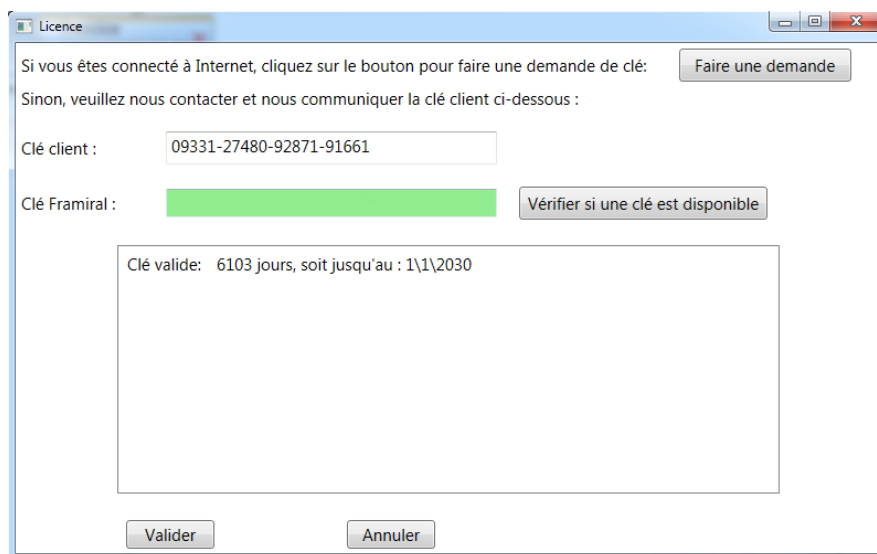 Licence
Si vous êtes connecté à Internet, cliquez sur le bouton pour faire une demande de clé: Faire une demande
Sinon, veuillez nous contacter et nous communiquer la clé client ci-dessous :
Clé client : 09331-27480-92871-91661
Clé Framiral : Vérifier si une clé est disponible
Clé valide: 6103 jours, soit jusqu'au : 1\1\2030
Valider Annuler